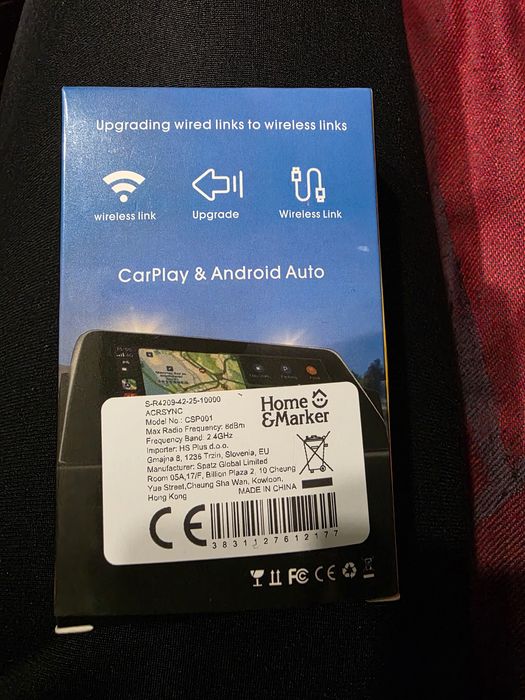 Upgrading wired links to wireless links
wireless link
Upgrade
Wireless Link
CarPlay & Android Auto
S-R4209-42-25-10000
ACRSYNC
Model No.: CSP001
Max Radio Frequency: 8dBm
Frequency Band: 2.4GHz
Importer: HS Plus d.o.o.
Gmajna 8, 1236 Trzin, Slovenia, EU
Manufacturer: Spatz Global Limited
Room 05A,17/F, Billion Plaza 2, 10 Cheung
Yue Street,Cheung Sha Wan, Kowloon,
Hong Kong
Home
&Marker
MADE IN CHINA
CE
3831127612177
FC CE